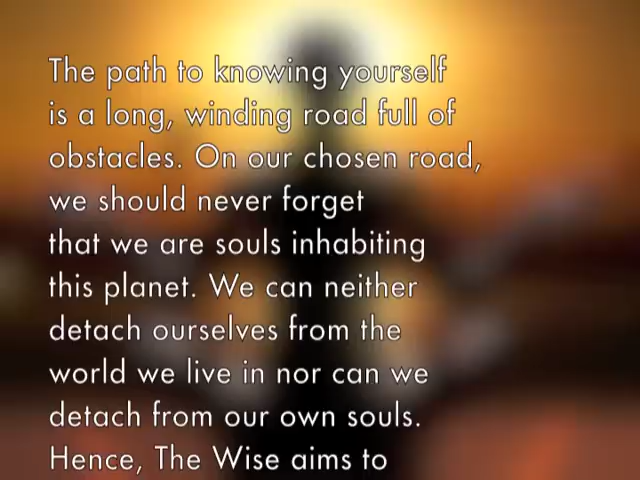 The path to knowing yourself
is a long, winding road full of
obstacles. On our chosen road,
we should never forget
that we are souls inhabiting
this planet. We can neither
detach ourselves from the
world we live in nor can we
detach from our own souls.
Hence, The Wise aims to